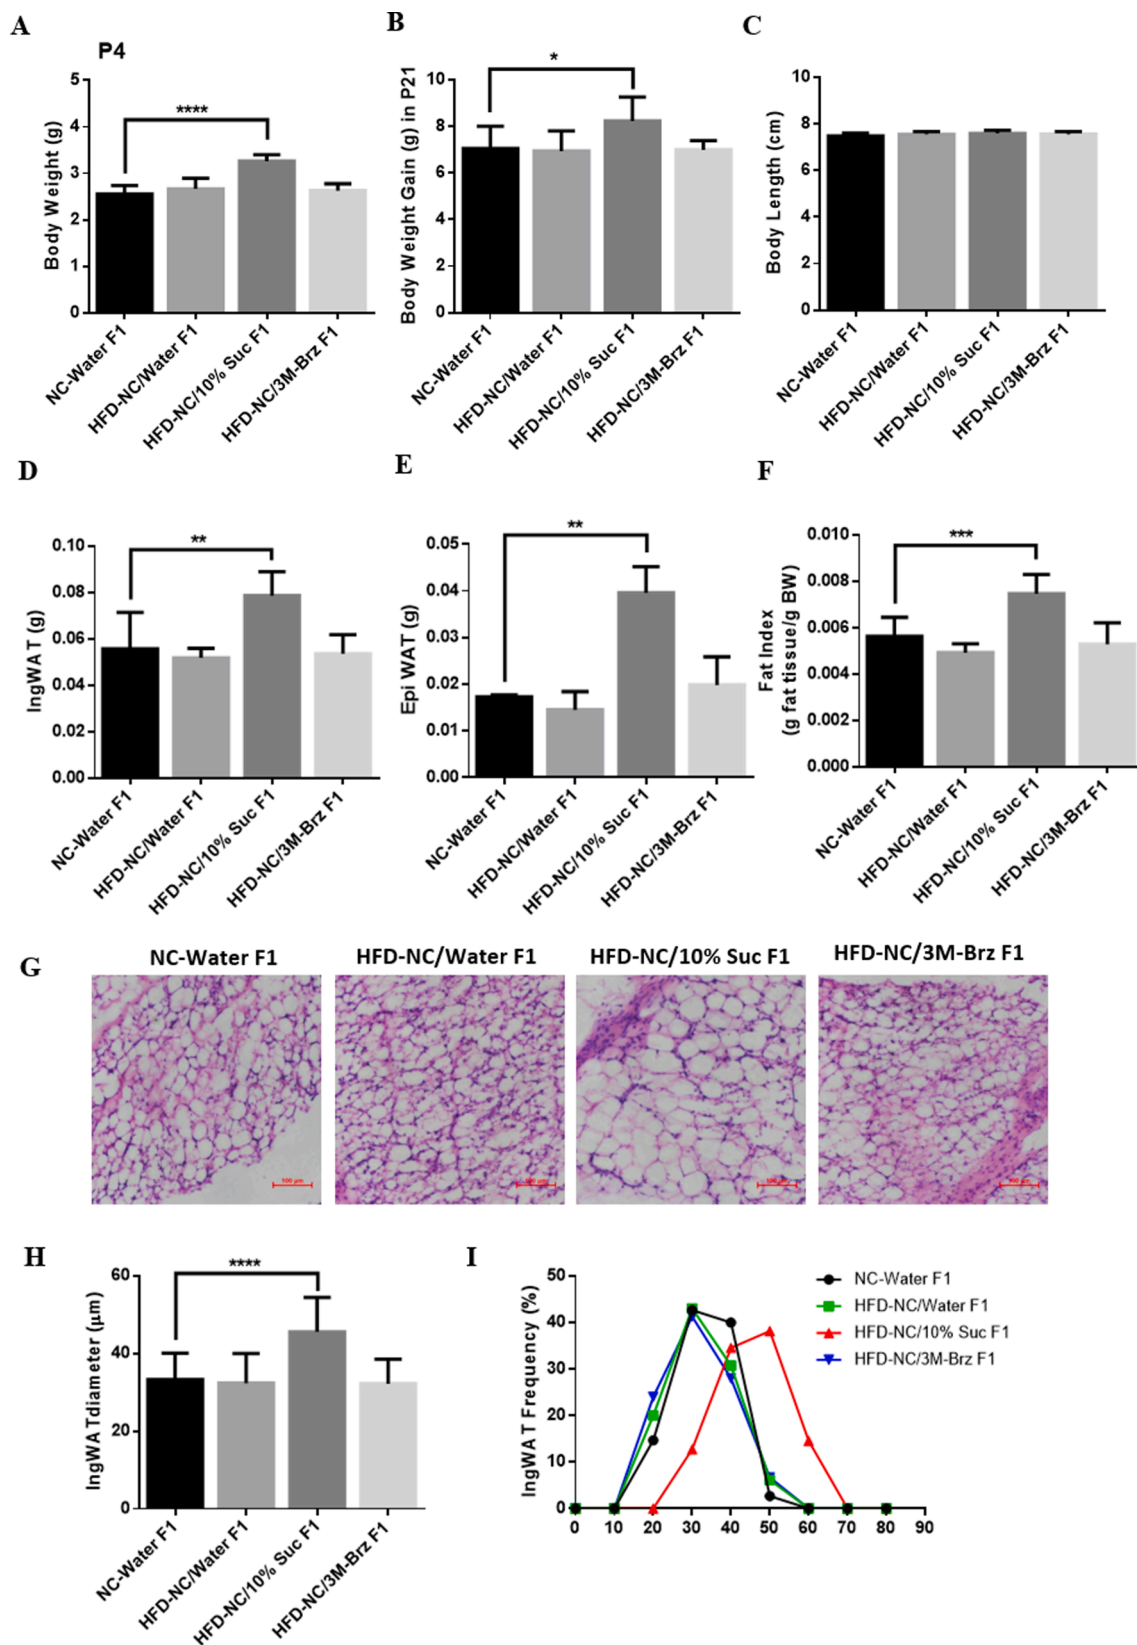 A
P4
Body Weight (g)
5
4
3
2
1
0
****
NC-Water F1
HFD-NC/Water F1
HFD-NC/10% Suc F1
HFD-NC/3M-Brz F1
B
Body Weight Gain (g) in P21
10
8
6
4
2
0
*
NC-Water F1
HFD-NC/Water F1
HFD-NC/10% Suc F1
HFD-NC/3M-Brz F1
C
Body Length (cm)
10
8
6
4
2
0
NC-Water F1
HFD-NC/Water F1
HFD-NC/10% Suc F1
HFD-NC/3M-Brz F1
D
IngWAT (g)
0.10
0.08
0.06
0.04
0.02
0.00
**
NC-Water F1
HFD-NC/Water F1
HFD-NC/10% Suc F1
HFD-NC/3M-Brz F1
E
Epi WAT (g)
0.05
0.04
0.03
0.02
0.01
0.00
**
NC-Water F1
HFD-NC/Water F1
HFD-NC/10% Suc F1
HFD-NC/3M-Brz F1
F
Fat Index
(g fat tissue/g BW)
0.010
0.008
0.006
0.004
0.002
0.000
***
NC-Water F1
HFD-NC/Water F1
HFD-NC/10% Suc F1
HFD-NC/3M-Brz F1
G
NC-Water F1
HFD-NC/Water F1
HFD-NC/10% Suc F1
HFD-NC/3M-Brz F1
100 μm
100 μm
100 μm
100 μm
H
IngWATdiameter (μm)
60
40
20
0
****
NC-Water F1
HFD-NC/Water F1
HFD-NC/10% Suc F1
HFD-NC/3M-Brz F1
I
IngWAT Frequency (%)
50
40
30
20
10
0
0 10 20 30 40 50 60 70 80 90
NC-Water F1
HFD-NC/Water F1
HFD-NC/10% Suc F1
HFD-NC/3M-Brz F1